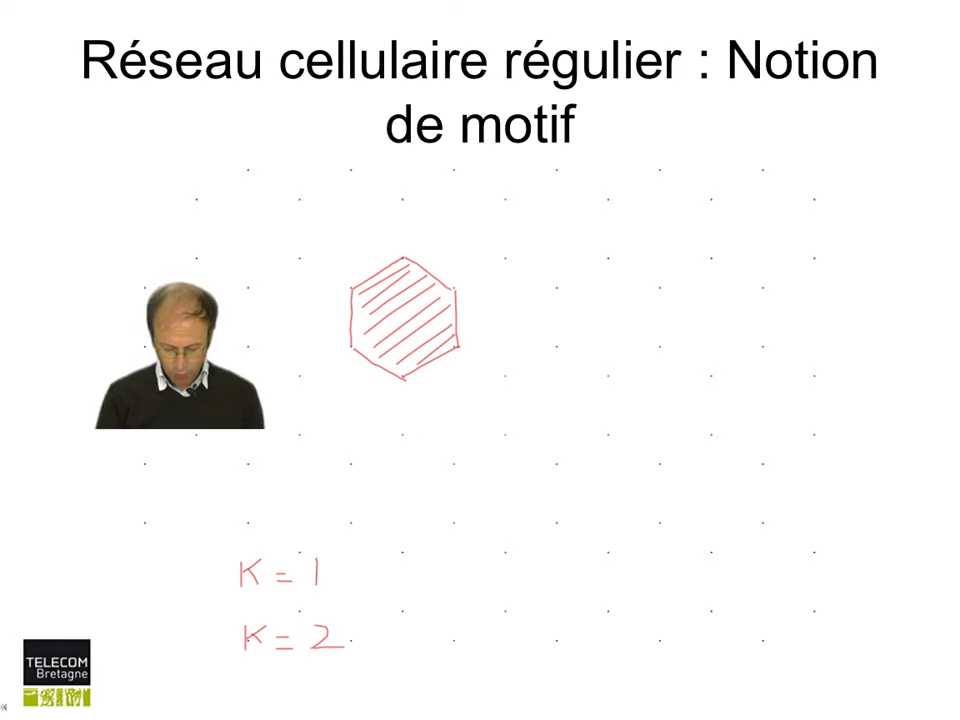 Réseau cellulaire régulier : Notion
de motif
K = 1
K = 2
TELECOM
Bretagne